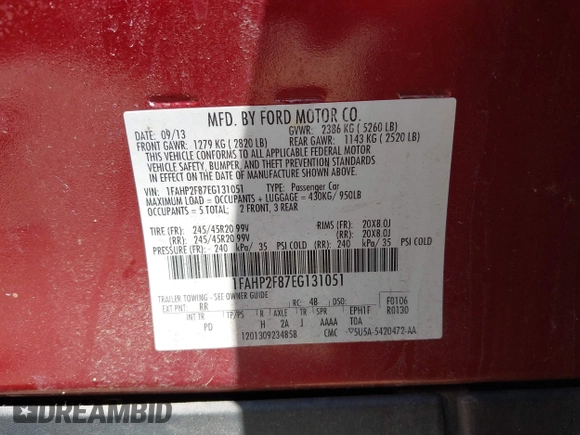 MFD. BY FORD MOTOR CO.
DATE: 09/13 GVWR: 2386 KG ( 5260 LB)
FRONT GAWR: 1279 KG ( 2820 LB) REAR GAWR: 1143 KG ( 2520 LB)
THIS VEHICLE CONFORMS TO ALL APPLICABLE FEDERAL MOTOR
VEHICLE SAFETY, BUMPER, AND THEFT PREVENTION STANDARDS
IN EFFECT ON THE DATE OF MANUFACTURE SHOWN ABOVE.
VIN: 1FAHP2F87EG131051 TYPE: Passenger Car
MAXIMUM LOAD = OCCUPANTS + LUGGAGE = 430KG/ 950LB
OCCUPANTS = 5 TOTAL; 2 FRONT, 3 REAR
TIRE (FR): 245/45R20 99V RIMS (FR): 20X8.0J
(RR): 245/45R20 99V (RR): 20X8.0J
PRESSURE (FR): 240 kPa/ 35 PSI COLD (RR): 240 kPa/ 35 PSI COLD
1FAHP2F87EG131051
TRAILER TOWING - SEE OWNER GUIDE
EXT PNT: RR RC: 48 DSO: F0106
INT TR TP/PS R AXLE TR SPR EPH1F R0130
PD H 2A J AAAA TOA
1201309234858 CMC 5U5A-5420472-AA
DREAMBID